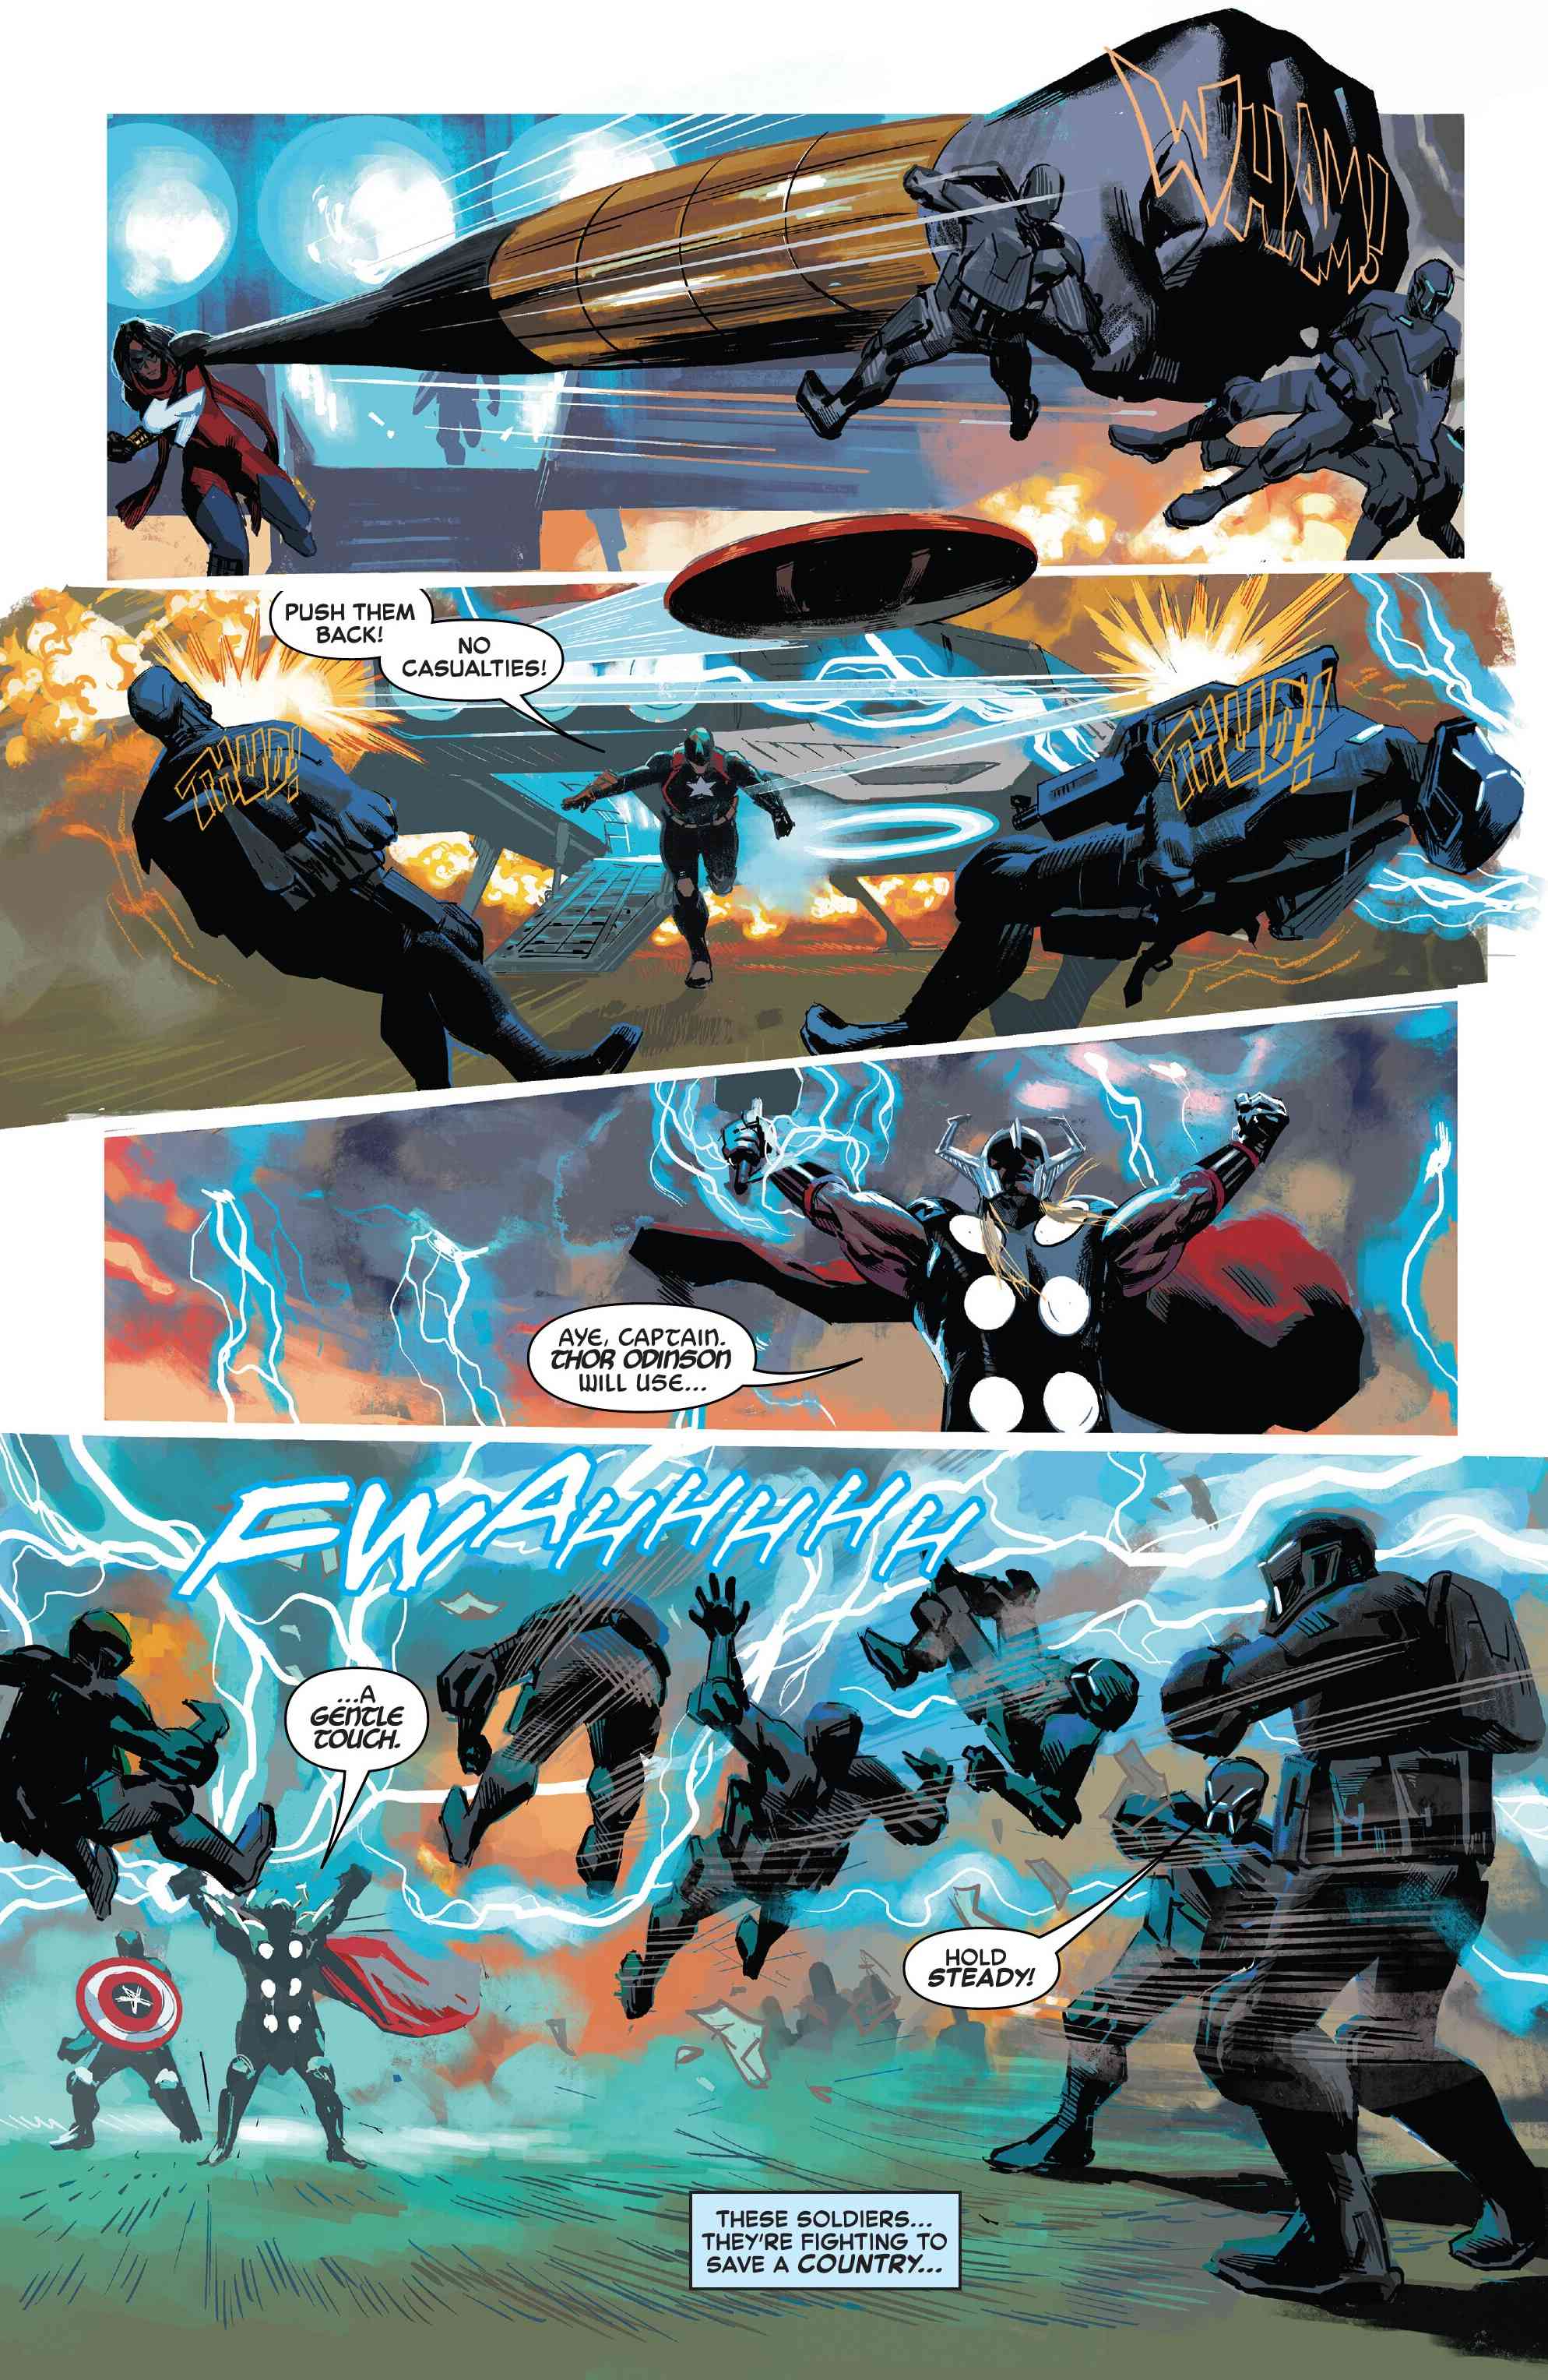 WHAM!
PUSH THEM
BACK!
NO
CASUALTIES!
THUD!
THUD!
AYE, CAPTAIN.
THOR ODINSON
WILL USE...
FWAHHHHHH
...A
GENTLE
TOUCH.
HOLD
STEADY!
THESE SOLDIERS...
THEY'RE FIGHTING TO
SAVE A COUNTRY...